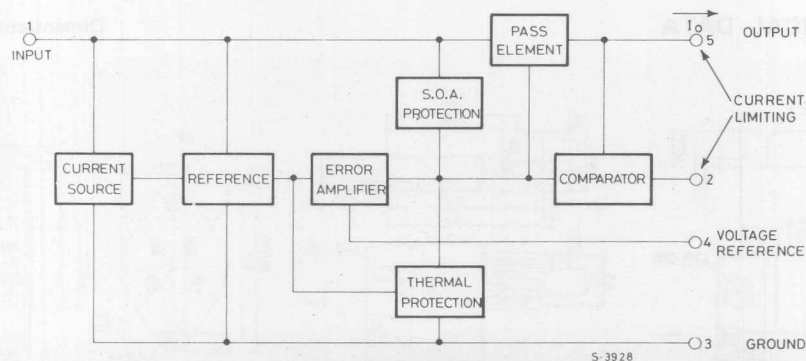 1
INPUT
PASS
ELEMENT
Io
5
OUTPUT
S.O.A.
PROTECTION
CURRENT
LIMITING
CURRENT
SOURCE
REFERENCE
ERROR
AMPLIFIER
COMPARATOR
2
4
VOLTAGE
REFERENCE
THERMAL
PROTECTION
3
GROUND
S-3928